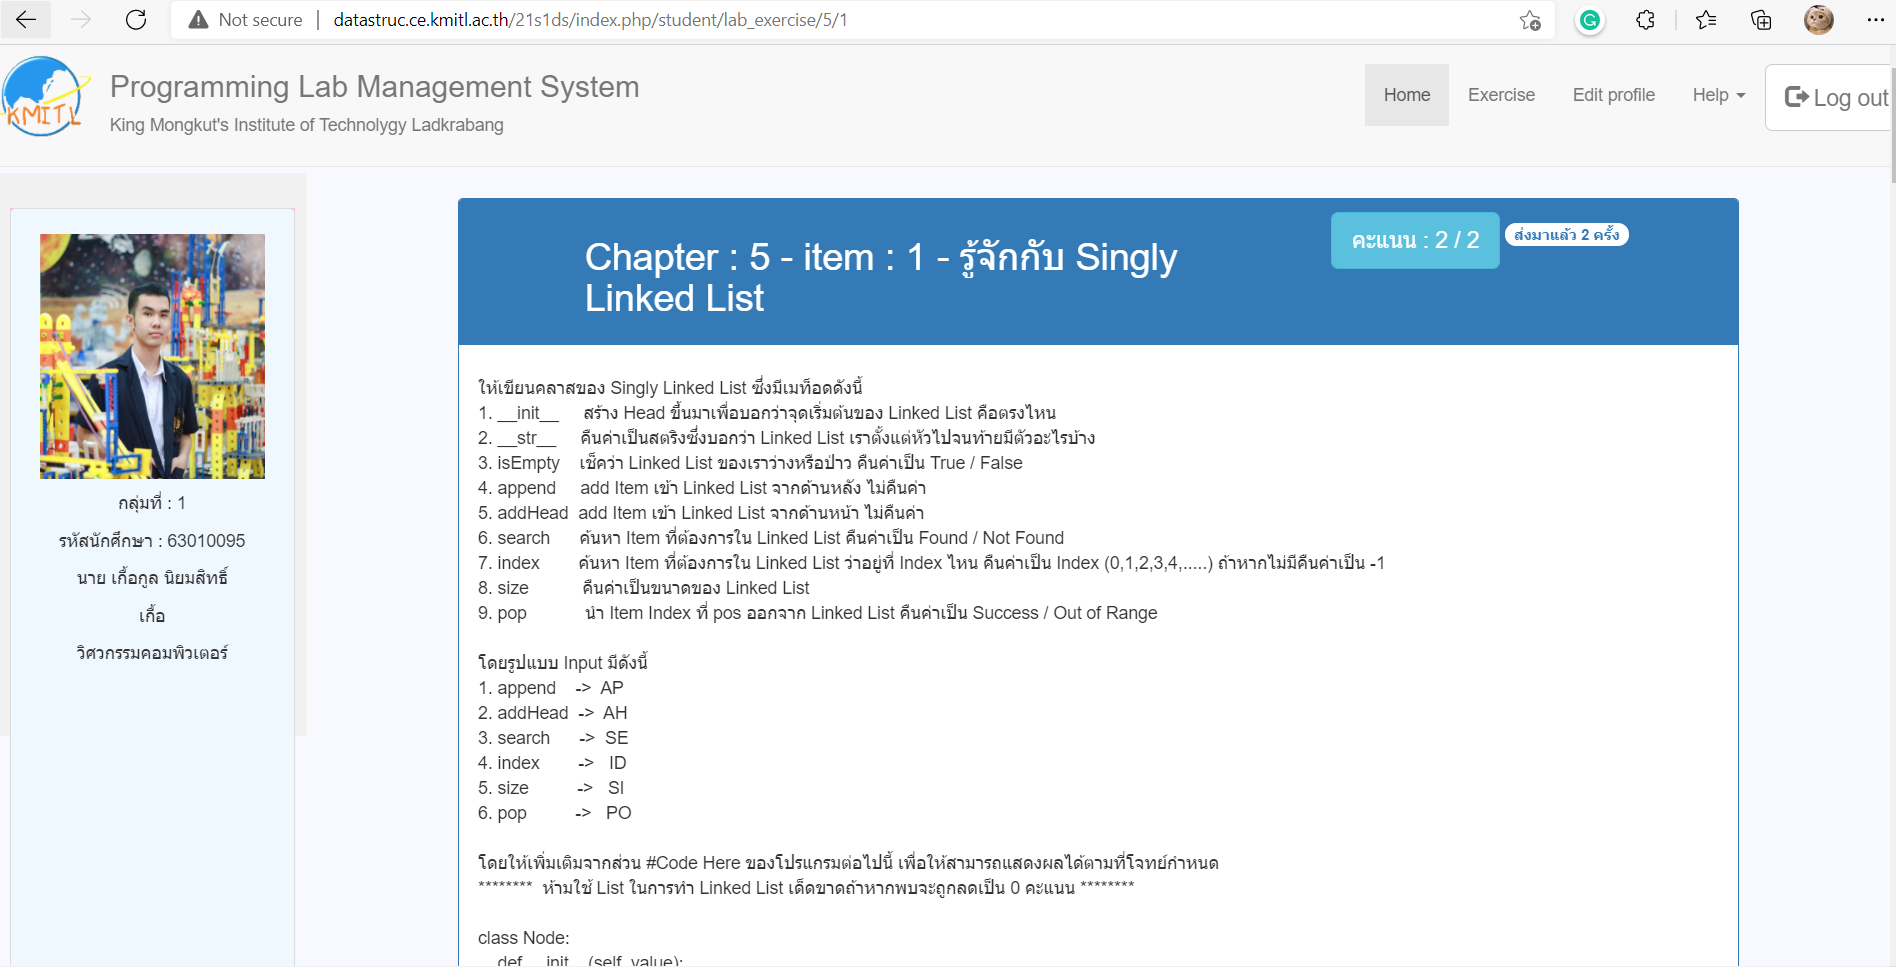 Not secure | datastruc.ce.kmitl.ac.th/21s1ds/index.php/student/lab_exercise/5/1
KMITL
Programming Lab Management System
King Mongkut's Institute of Technolygy Ladkrabang
Home Exercise Edit profile Help Log out
กลุ่มที่ : 1
รหัสนักศึกษา : 63010095
นาย เกื้อกูล นิยมสิทธิ์
เกื้อ
วิศวกรรมคอมพิวเตอร์
Chapter : 5 - item : 1 - รู้จักกับ Singly
Linked List
คะแนน : 2 / 2
ส่งมาแล้ว 2 ครั้ง
ให้เขียนคลาสของ Singly Linked List ซึ่งมีเมท็อดดังนี้
1. __init__ สร้าง Head ขึ้นมาเพื่อบอกว่าจุดเริ่มต้นของ Linked List คือตรงไหน
2. __str__ คืนค่าเป็นสตริงซึ่งบอกว่า Linked List เราตั้งแต่หัวไปจนท้ายมีตัวอะไรบ้าง
3. isEmpty เช็คว่า Linked List ของเราว่างหรือป่าว คืนค่าเป็น True / False
4. append add Item เข้า Linked List จากด้านหลัง ไม่คืนค่า
5. addHead add Item เข้า Linked List จากด้านหน้า ไม่คืนค่า
6. search ค้นหา Item ที่ต้องการใน Linked List คืนค่าเป็น Found / Not Found
7. index ค้นหา Item ที่ต้องการใน Linked List ว่าอยู่ที่ Index ไหน คืนค่าเป็น Index (0,1,2,3,4,.....) ถ้าหากไม่มีคืนค่าเป็น -1
8. size คืนค่าเป็นขนาดของ Linked List
9. pop นำ Item Index ที่ pos ออกจาก Linked List คืนค่าเป็น Success / Out of Range
โดยรูปแบบ Input มีดังนี้
1. append -> AP
2. addHead -> AH
3. search -> SE
4. index -> ID
5. size -> SI
6. pop -> PO
โดยให้เพิ่มเติมจากส่วน #Code Here ของโปรแกรมต่อไปนี้ เพื่อให้สามารถแสดงผลได้ตามที่โจทย์กำหนด
******** ห้ามใช้ List ในการทำ Linked List เด็ดขาดถ้าหากพบจะถูกลดเป็น 0 คะแนน ********
class Node:
def __init__(self, value):